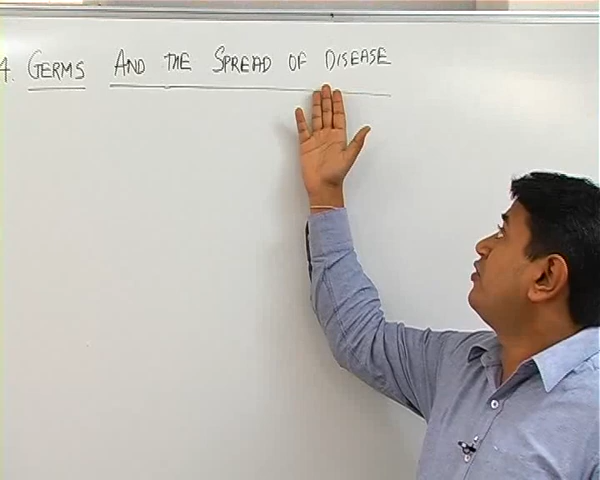 4. GERMS AND THE SPREAD OF DISEASE